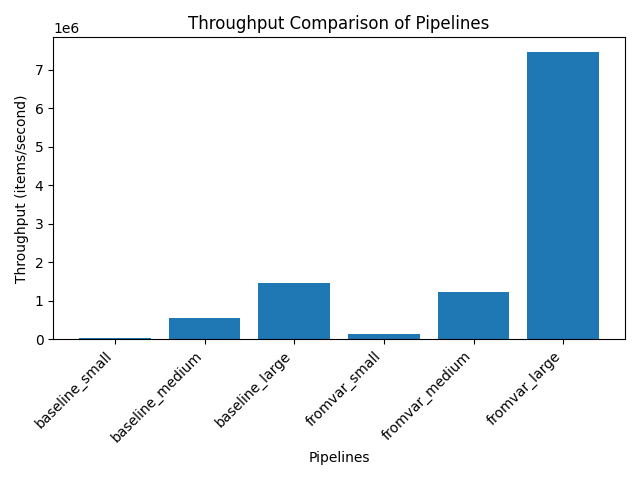 Throughput Comparison of Pipelines
1e6
Throughput (items/second)
7
6
5
4
3
2
1
0
baseline_small
baseline_medium
baseline_large
fromvar_small
fromvar_medium
fromvar_large
Pipelines